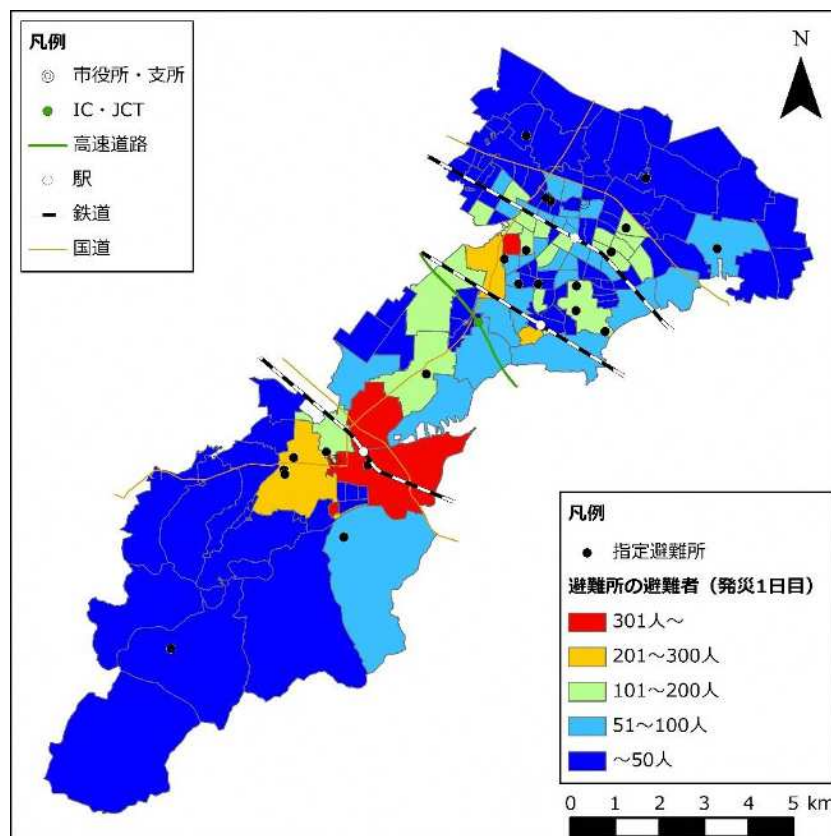 凡例
市役所・支所
IC・JCT
高速道路
駅
鉄道
国道
N
凡例
指定避難所
避難所の避難者（発災1日目）
301人～
201～300人
101～200人
51～100人
～50人
0 1 2 3 4 5 km